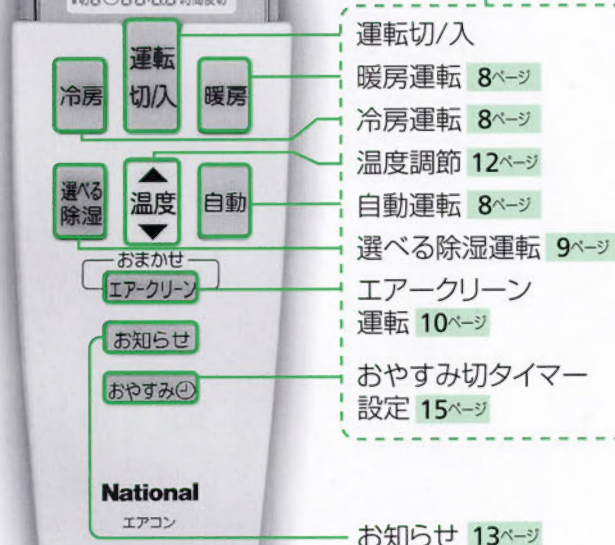 運転
切/入
冷房
暖房
選べる
除湿
▲
温度
▼
自動
おまかせ
エアークリーン
お知らせ
おやすみ
National
エアコン
運転切/入
暖房運転 8ページ
冷房運転 8ページ
温度調節 12ページ
自動運転 8ページ
選べる除湿運転 9ページ
エアークリーン
運転 10ページ
おやすみ切タイマー
設定 15ページ
お知らせ 13ページ